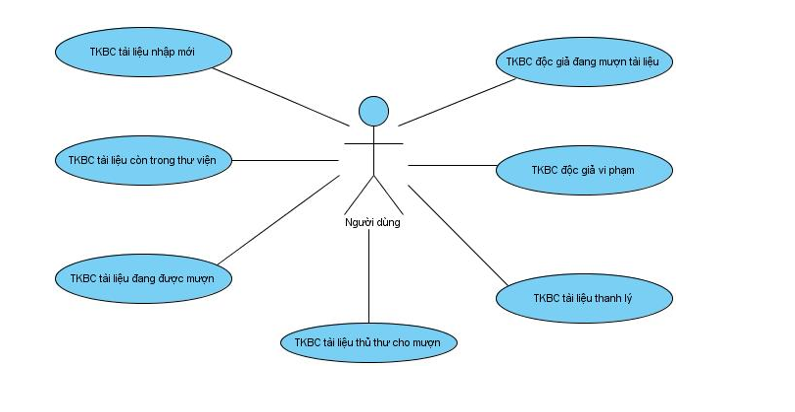 TKBC tài liệu nhập mới
TKBC độc giả đang mượn tài liệu
TKBC tài liệu còn trong thư viện
TKBC độc giả vi phạm
Người dùng
TKBC tài liệu đang được mượn
TKBC tài liệu thanh lý
TKBC tài liệu thủ thư cho mượn